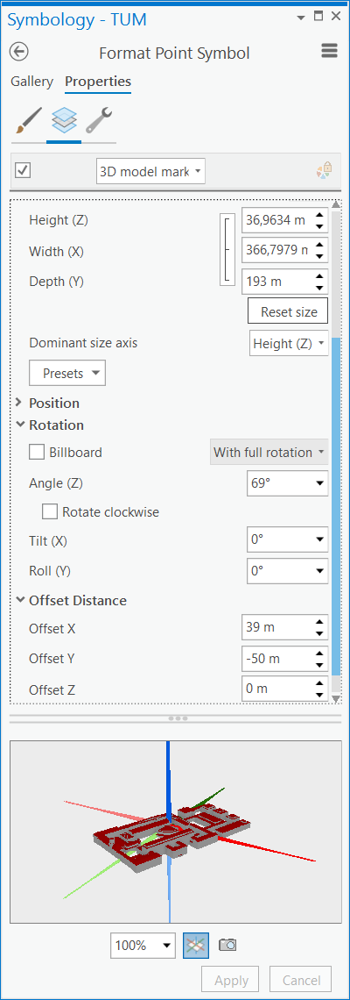 Symbology - TUM
Format Point Symbol
Gallery Properties
3D model mark
Height (Z) 36,9634 m
Width (X) 366,7979 m
Depth (Y) 193 m
Reset size
Dominant size axis Height (Z)
Presets
Position
Rotation
Billboard With full rotation
Angle (Z) 69°
Rotate clockwise
Tilt (X) 0°
Roll (Y) 0°
Offset Distance
Offset X 39 m
Offset Y -50 m
Offset Z 0 m
100%
Apply Cancel